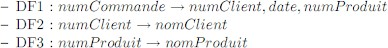 – DF1 : numCommande → numClient, date, numProduit
– DF2 : numClient → nomClient
– DF3 : numProduit → nomProduit